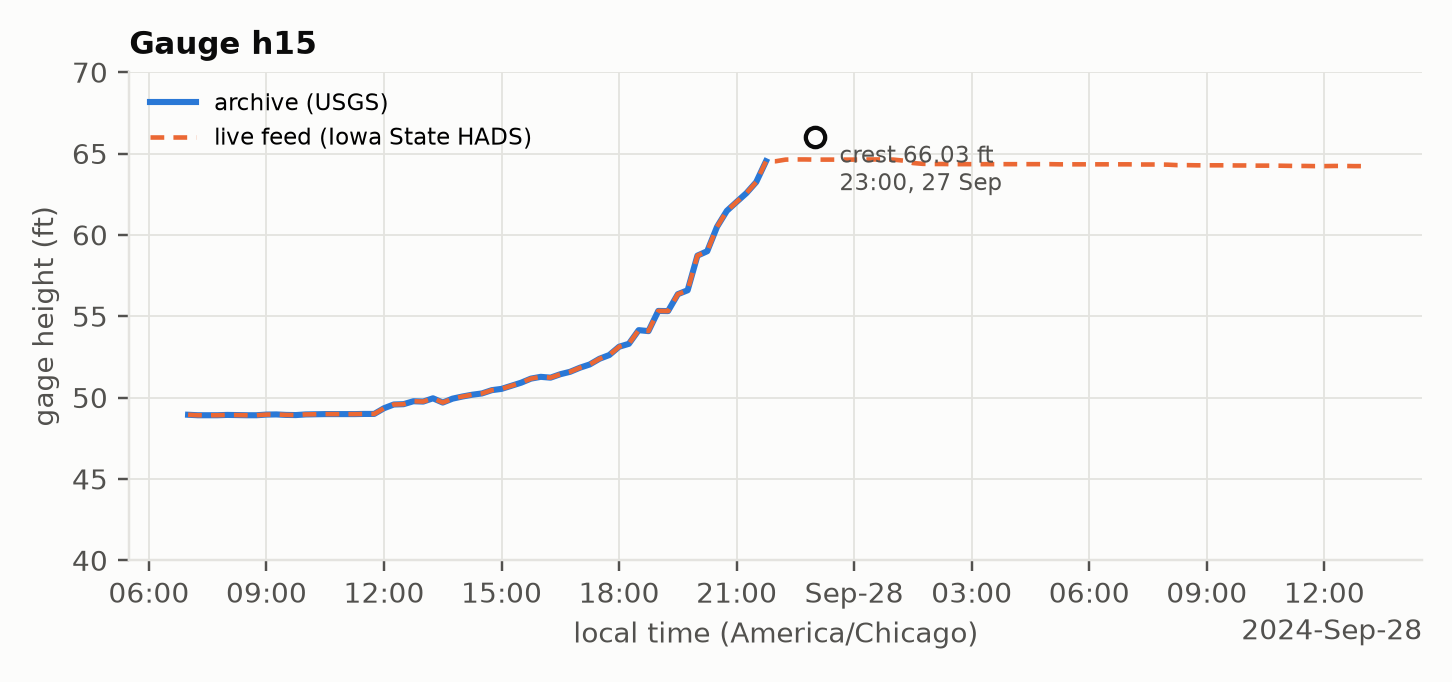 Gauge h15
70
65
60
55
50
45
40
gage height (ft)
archive (USGS)
live feed (Iowa State HADS)
crest 66.03 ft
23:00, 27 Sep
06:00 09:00 12:00 15:00 18:00 21:00 Sep-28 03:00 06:00 09:00 12:00
local time (America/Chicago)
2024-Sep-28